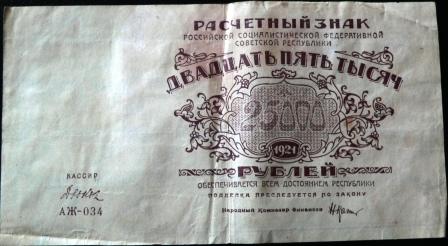 РАСЧЕТНЫЙ ЗНАК
РОССИЙСКОЙ СОЦИАЛИСТИЧЕСКОЙ ФЕДЕРАТИВНОЙ
СОВЕТСКОЙ РЕСПУБЛИКИ
ДВАДЦАТЬ ПЯТЬ ТЫСЯЧ
25000
1921
РУБЛЕЙ
ОБЕСПЕЧИВАЕТСЯ ВСЕМ ДОСТОЯНИЕМ РЕСПУБЛИКИ
ПОДДЕЛКА ПРЕСЛЕДУЕТСЯ ПО ЗАКОНУ
Народный Комиссар Финансов
КАССИР
АЖ-034